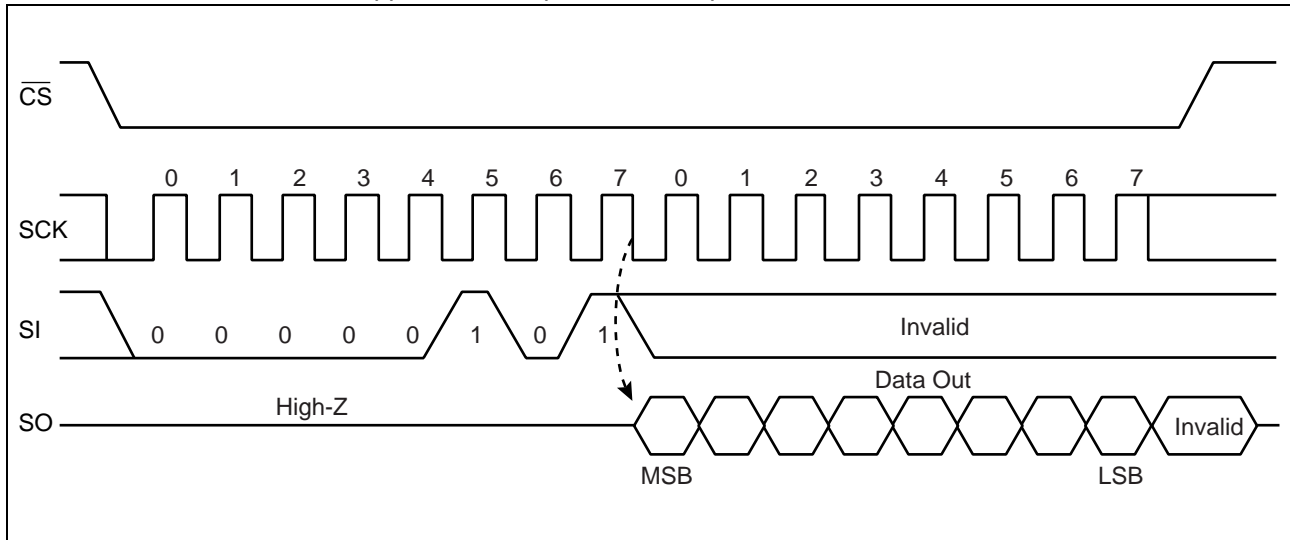 CS
0 1 2 3 4 5 6 7 0 1 2 3 4 5 6 7
SCK
SI 0 0 0 0 0 1 0 1 Invalid
Data Out
High-Z
SO Invalid
MSB LSB